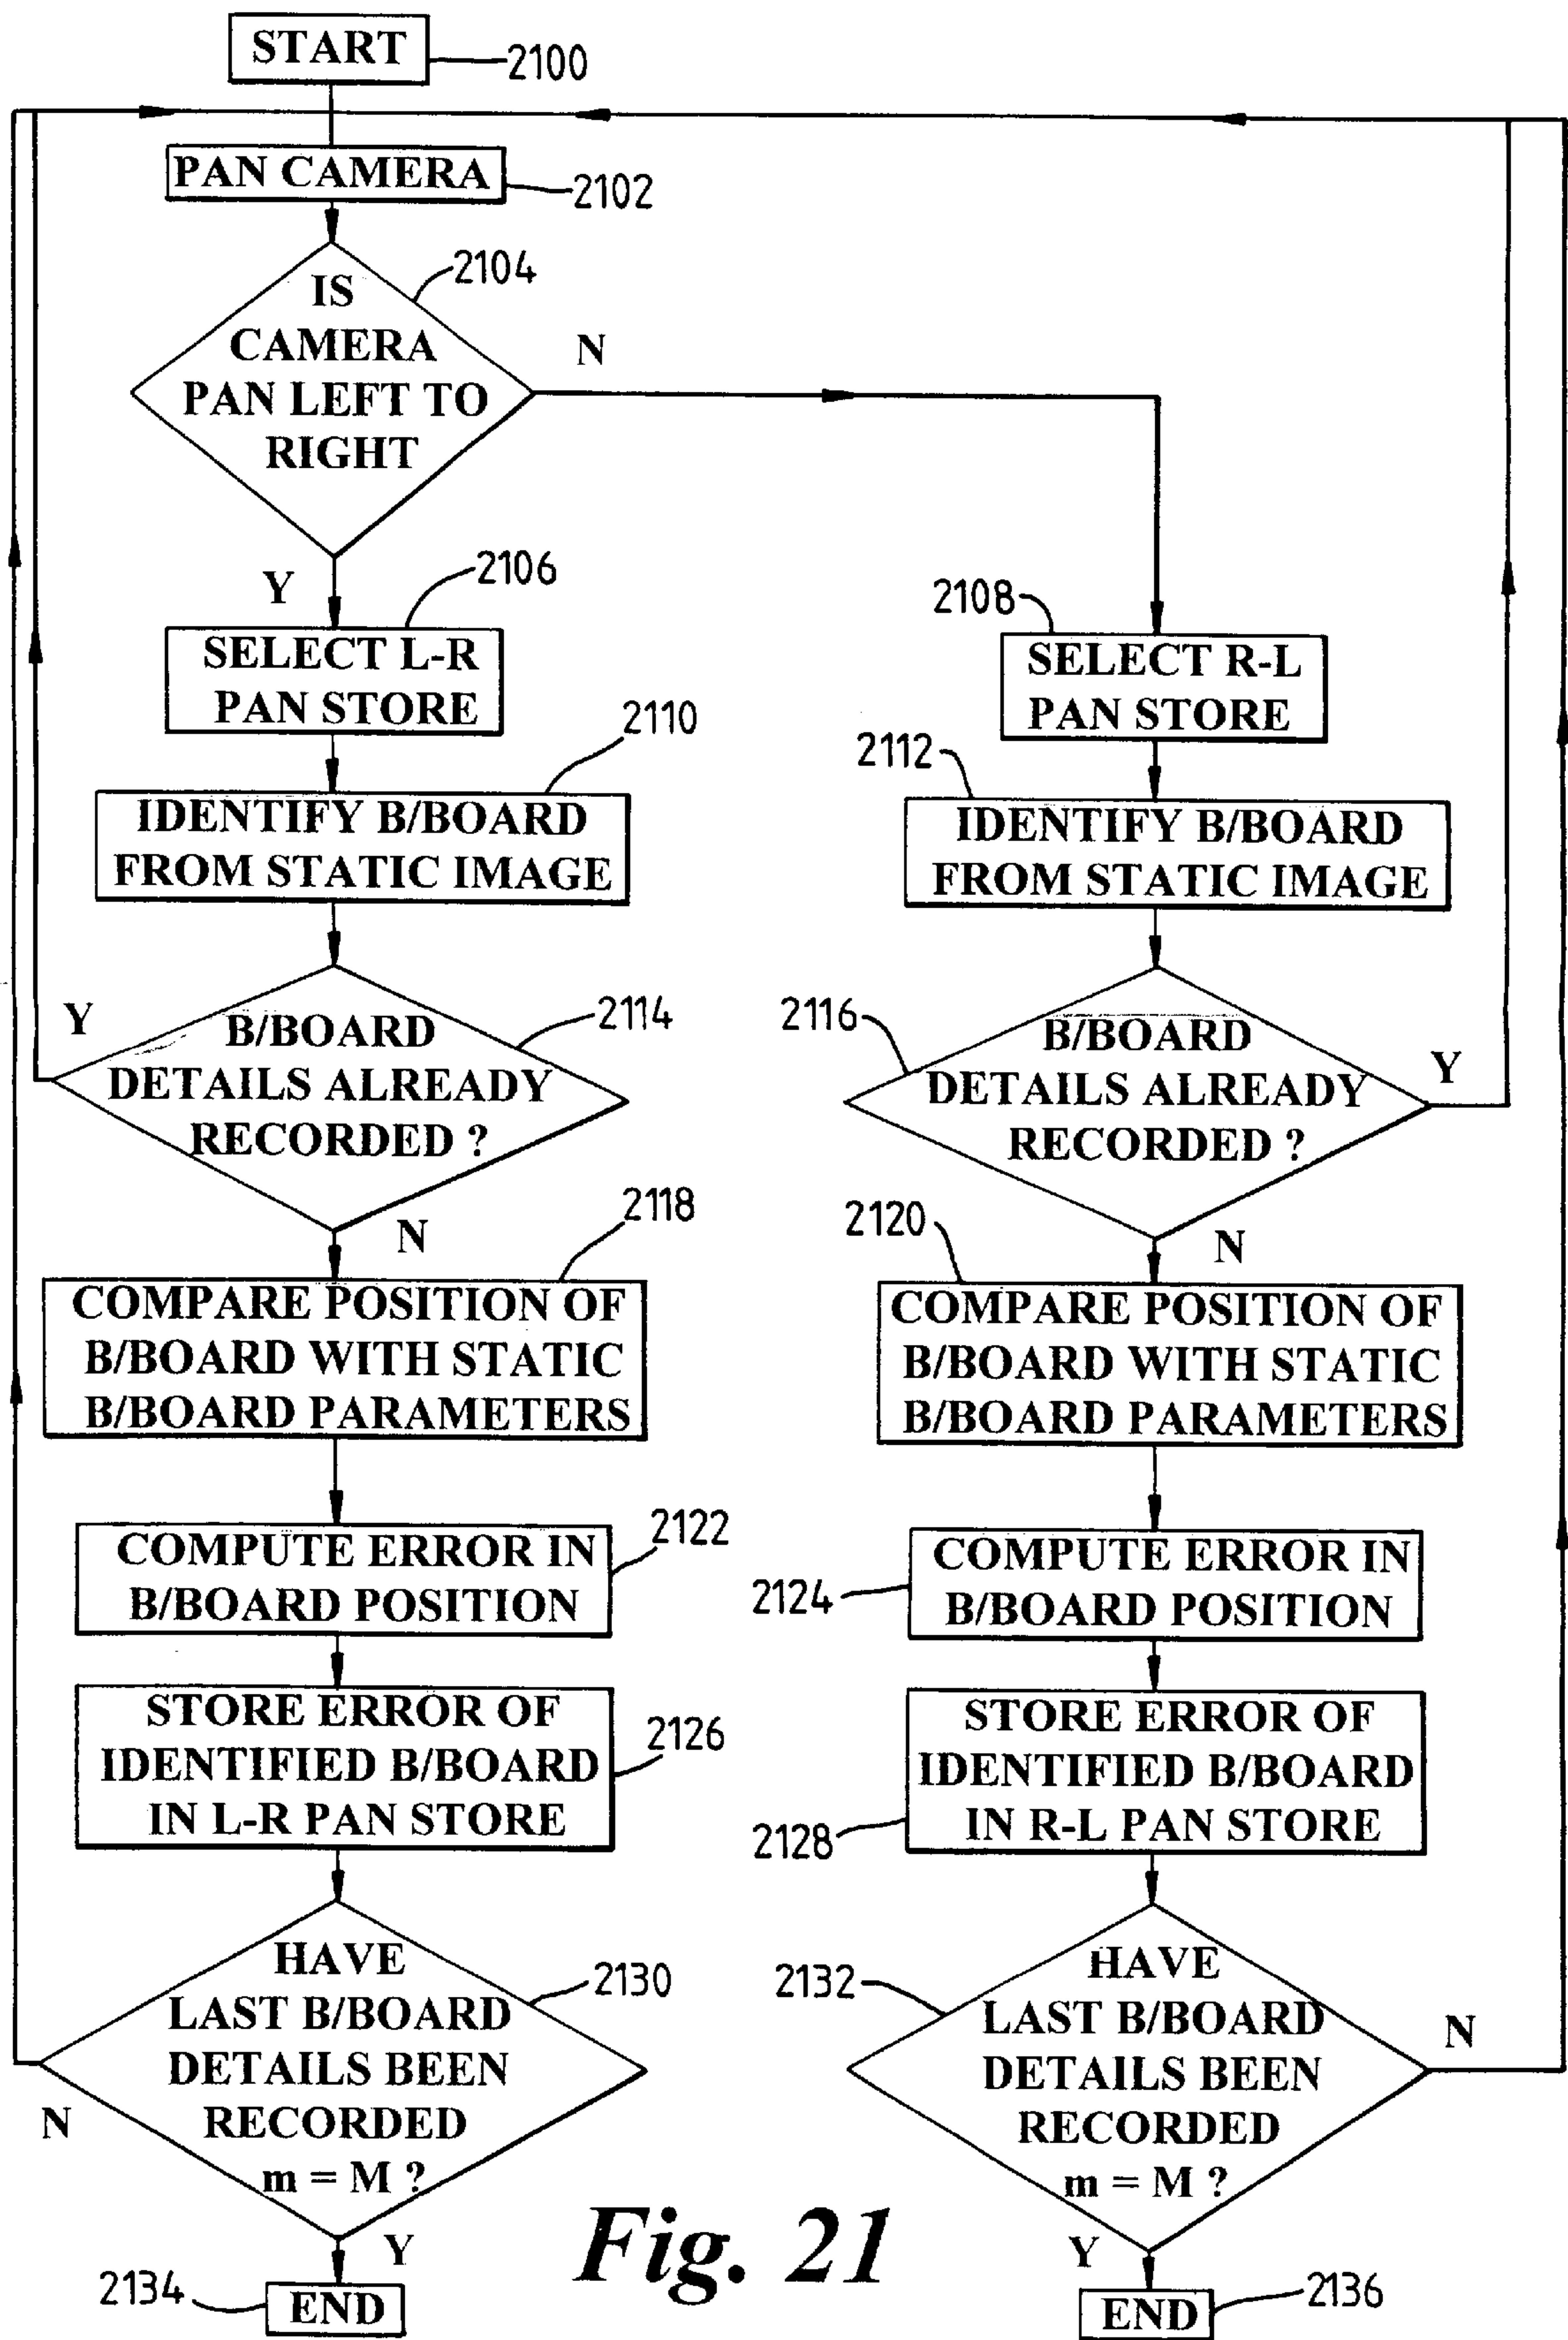 START
2100
PAN CAMERA
2102
2104
IS
CAMERA
PAN LEFT TO
RIGHT
N
Y
2106
SELECT L-R
PAN STORE
2108
SELECT R-L
PAN STORE
2110
IDENTIFY B/BOARD
FROM STATIC IMAGE
2112
IDENTIFY B/BOARD
FROM STATIC IMAGE
Y
2114
B/BOARD
DETAILS ALREADY
RECORDED ?
N
2116
B/BOARD
DETAILS ALREADY
RECORDED ?
Y
N
2118
COMPARE POSITION OF
B/BOARD WITH STATIC
B/BOARD PARAMETERS
2120
COMPARE POSITION OF
B/BOARD WITH STATIC
B/BOARD PARAMETERS
COMPUTE ERROR IN
B/BOARD POSITION
2122
2124
COMPUTE ERROR IN
B/BOARD POSITION
STORE ERROR OF
IDENTIFIED B/BOARD
IN L-R PAN STORE
2126
STORE ERROR OF
IDENTIFIED B/BOARD
IN R-L PAN STORE
2128
HAVE
LAST B/BOARD
DETAILS BEEN
RECORDED
m = M ?
2130
N
Y
2132
HAVE
LAST B/BOARD
DETAILS BEEN
RECORDED
m = M ?
N
Y
2134
END
Fig. 21
END
2136